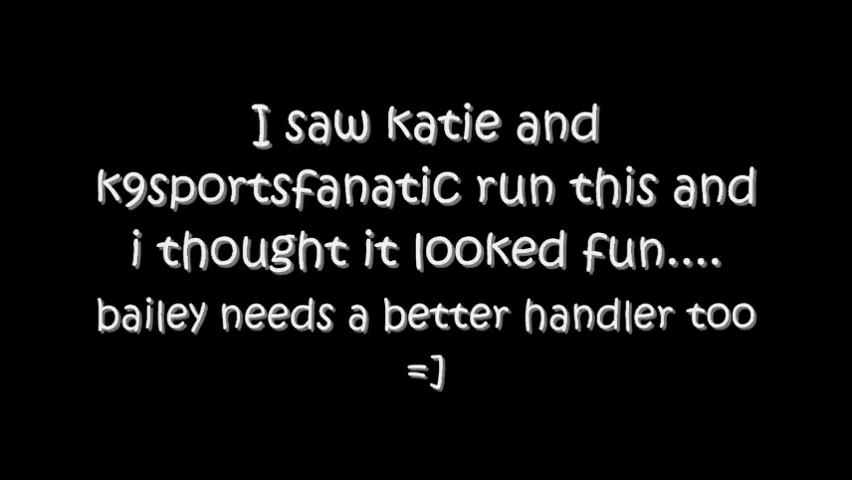 I saw katie and
k9sportsfanatic run this and
i thought it looked fun....
bailey needs a better handler too
=]